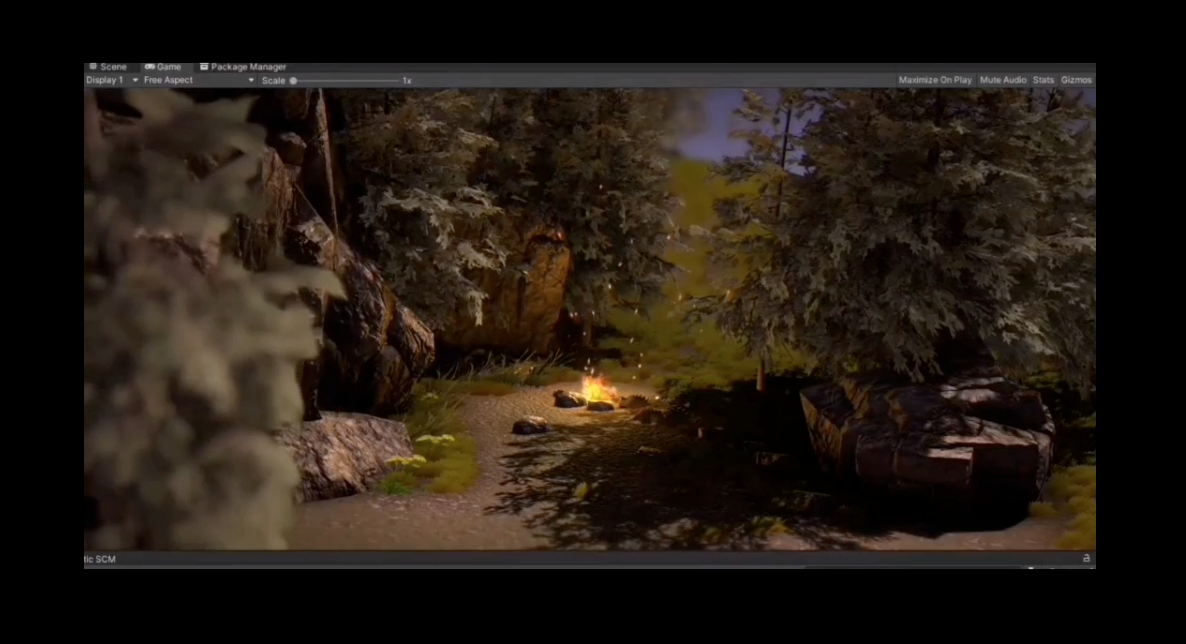 Scene Game Package Manager
Display 1 Free Aspect Scale 1x Maximize On Play Mute Audio Stats Gizmos
tic SCM